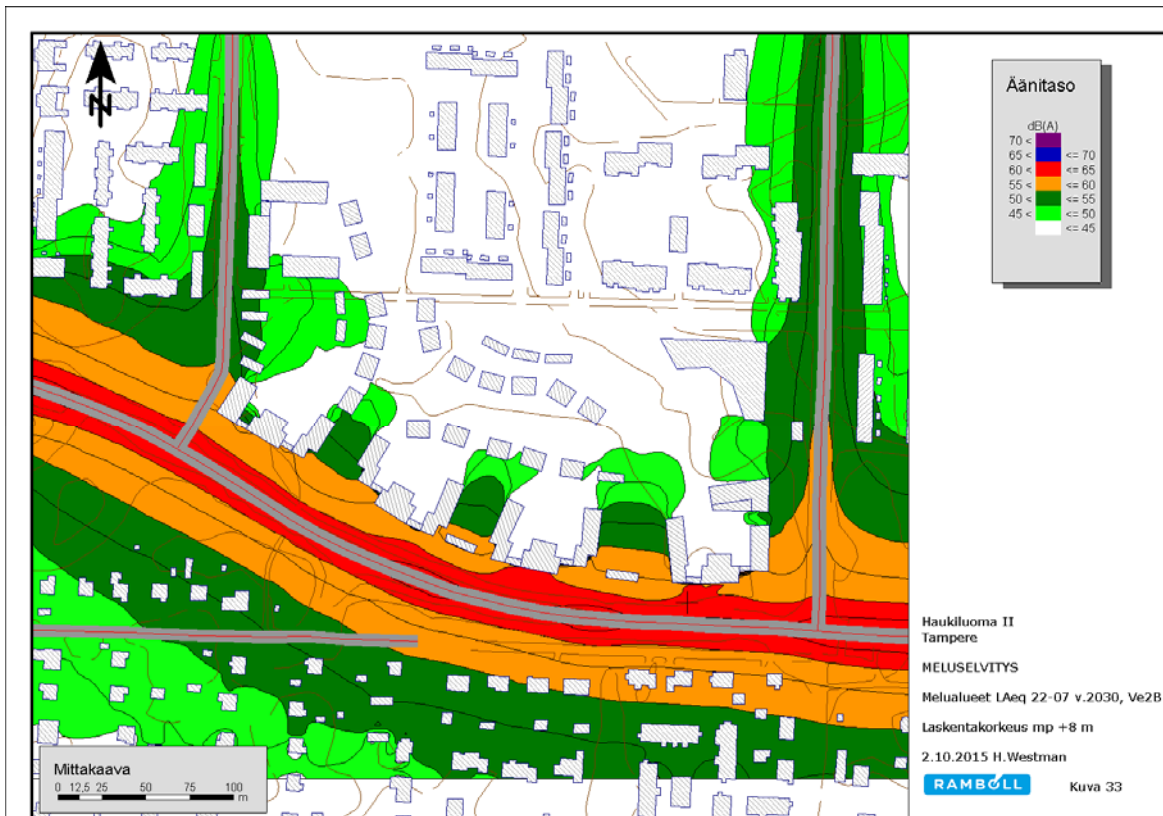 N
Äänitaso
dB(A)
70 <
65 < <= 70
60 < <= 65
55 < <= 60
50 < <= 55
45 < <= 50
<= 45
Haukiluoma II
Tampere
MELUSELVITYS
Melualueet LAeq 22-07 v.2030, Ve2B
Laskentakorkeus mp +8 m
2.10.2015 H.Westman
RAMBOLL Kuva 33
Mittakaava
0 12,5 25 50 75 100
m